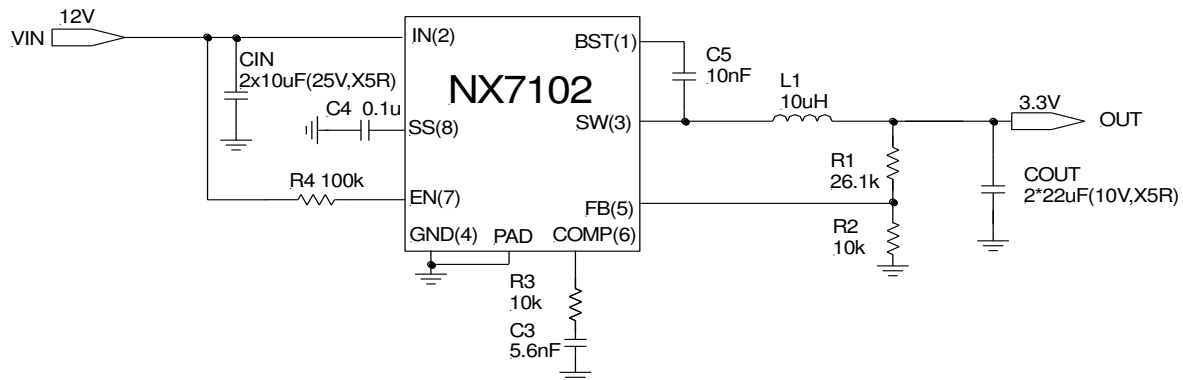 12V
VIN
CIN
2x10uF(25V,X5R)
C4 0.1u
R4 100k
IN(2)
BST(1)
NX7102
SS(8)
SW(3)
EN(7)
FB(5)
GND(4)
PAD
COMP(6)
C5
10nF
L1
10uH
3.3V
OUT
R1
26.1k
COUT
2*22uF(10V,X5R)
R2
10k
R3
10k
C3
5.6nF